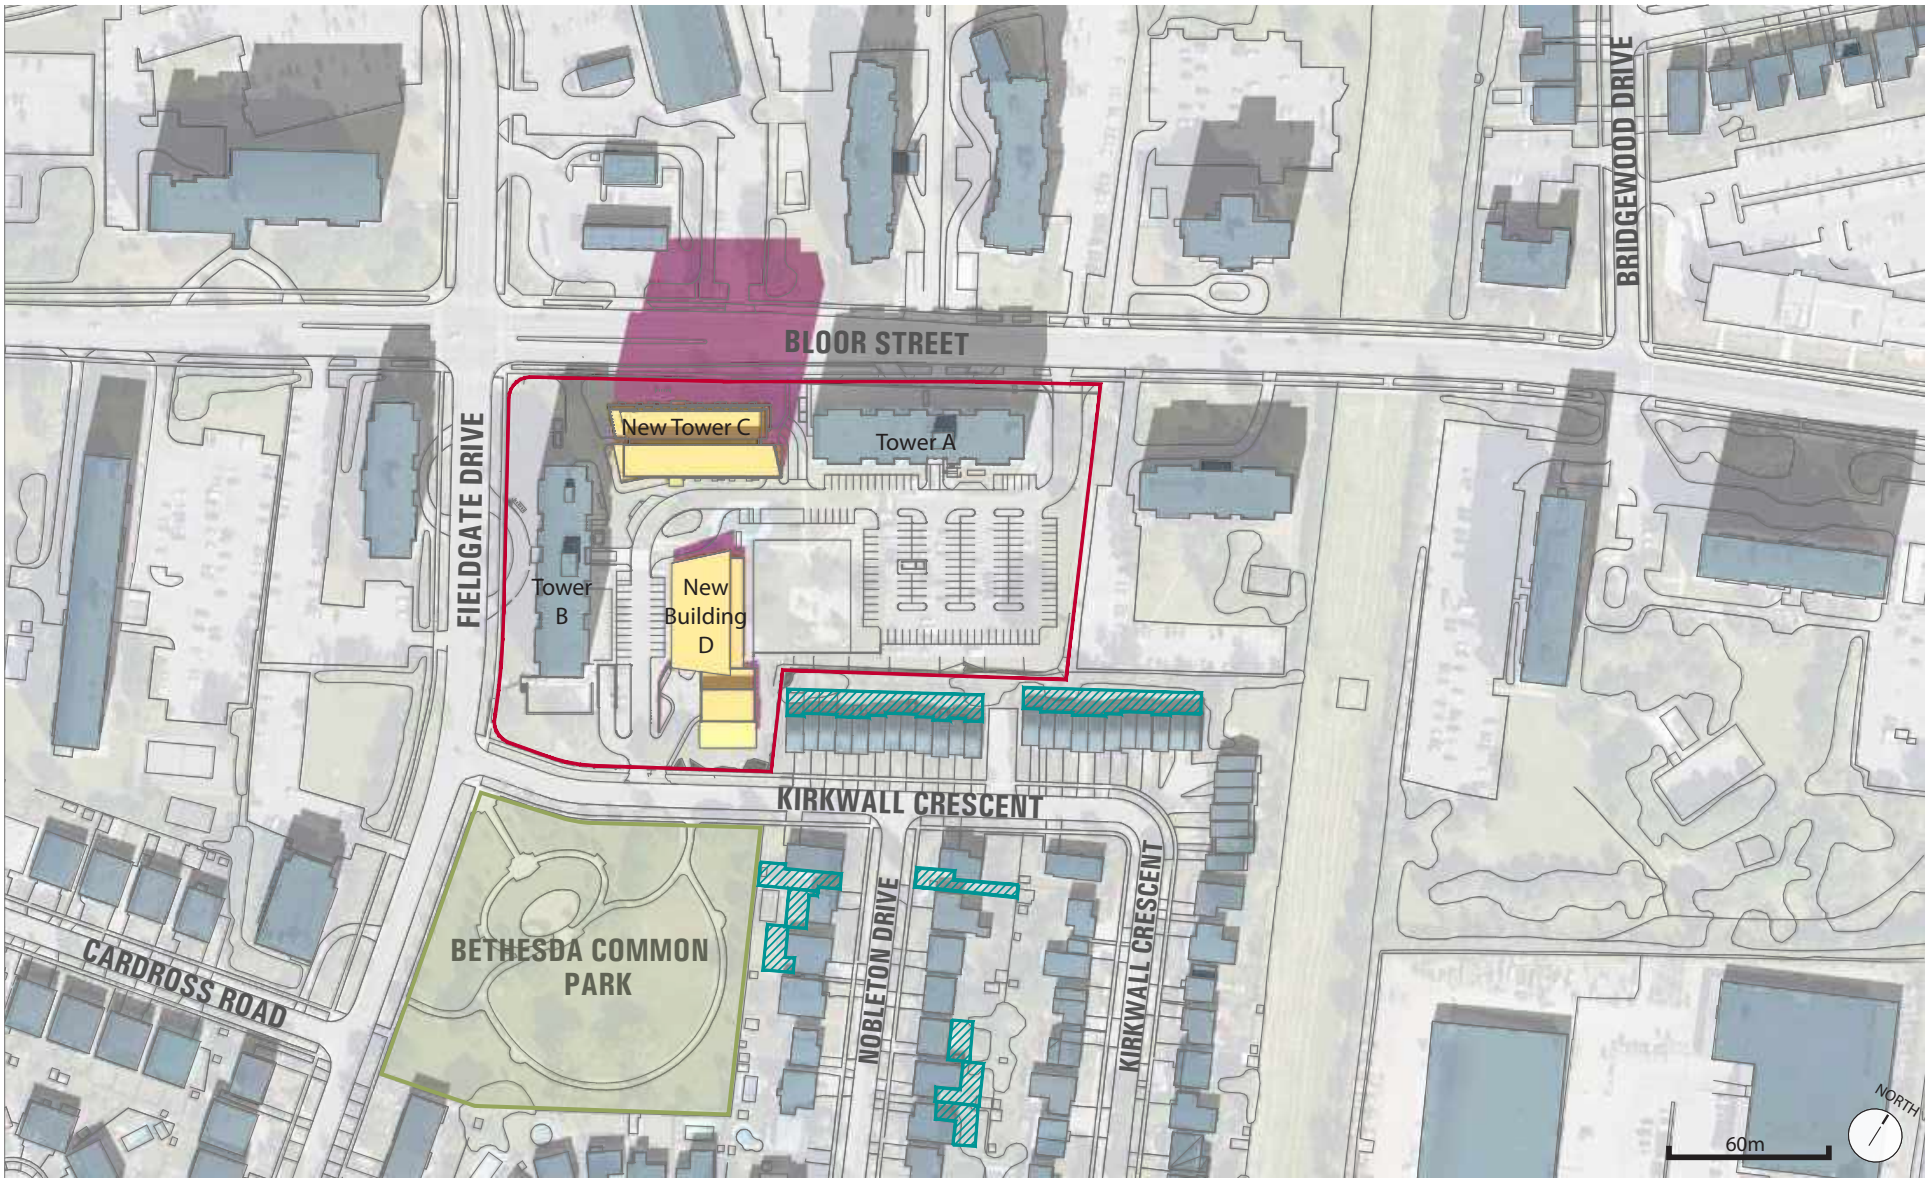 BRIDGEWOOD DRIVE
BLOOR STREET
FIELDGATE DRIVE
New Tower C
Tower A
Tower
B
New
Building
D
KIRKWALL CRESCENT
BETHESDA COMMON
PARK
CARDROSS ROAD
NOBLETON DRIVE
KIRKWALL CRESCENT
NORTH
60m